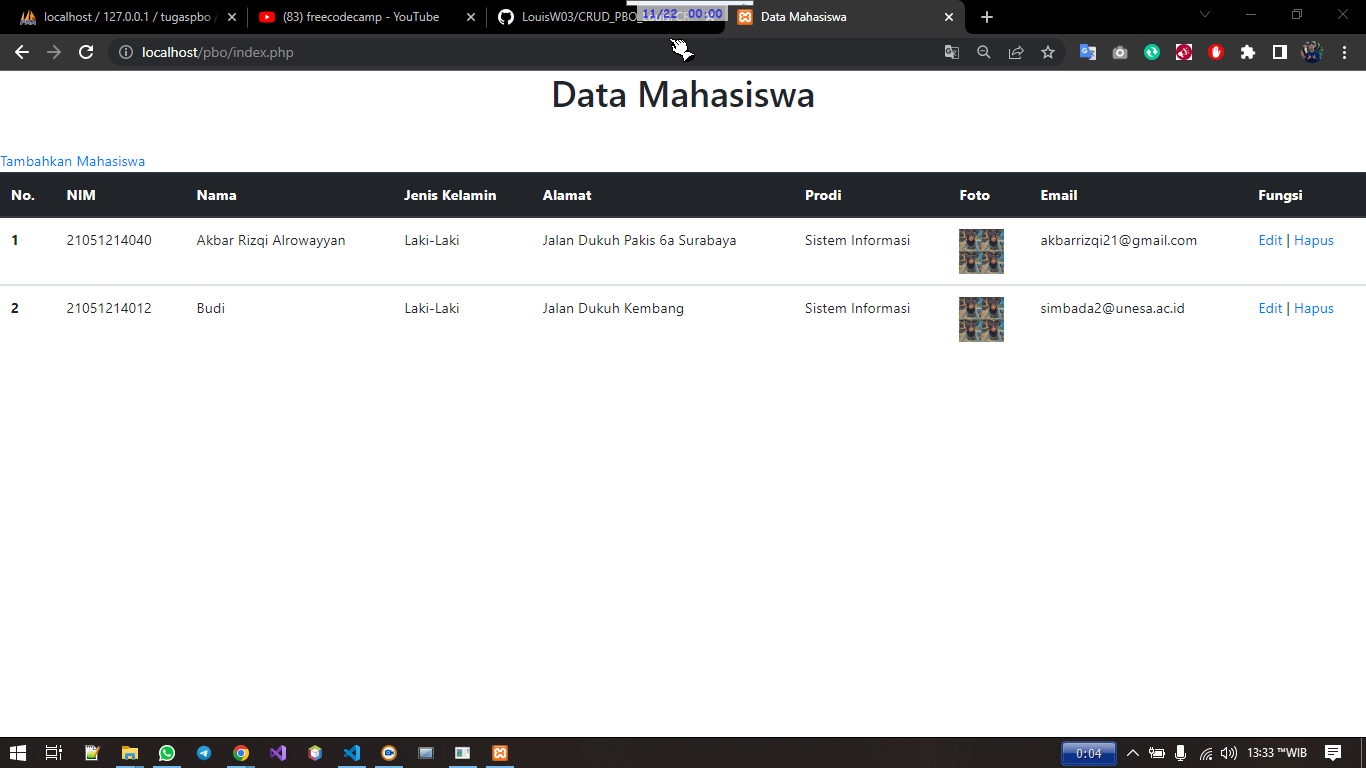 localhost / 127.0.0.1 / tugaspbo
(83) freecodecamp - YouTube
LouisW03/CRUD_PBO
11/22 00:00
Data Mahasiswa
localhost/pbo/index.php
Data Mahasiswa
Tambahkan Mahasiswa
No. NIM Nama Jenis Kelamin Alamat Prodi Foto Email Fungsi
1 21051214040 Akbar Rizqi Alrowayyan Laki-Laki Jalan Dukuh Pakis 6a Surabaya Sistem Informasi akbarrizqi21@gmail.com Edit | Hapus
2 21051214012 Budi Laki-Laki Jalan Dukuh Kembang Sistem Informasi simbada2@unesa.ac.id Edit | Hapus
0:04
13:33 ™WIB